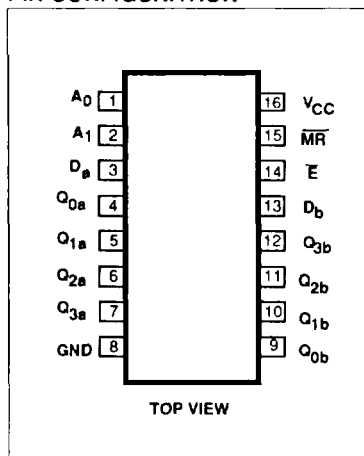 A0 1 16 VCC
A1 2 15 MR
Da 3 14 E
Q0a 4 13 Db
Q1a 5 12 Q3b
Q2a 6 11 Q2b
Q3a 7 10 Q1b
GND 8 9 Q0b
TOP VIEW